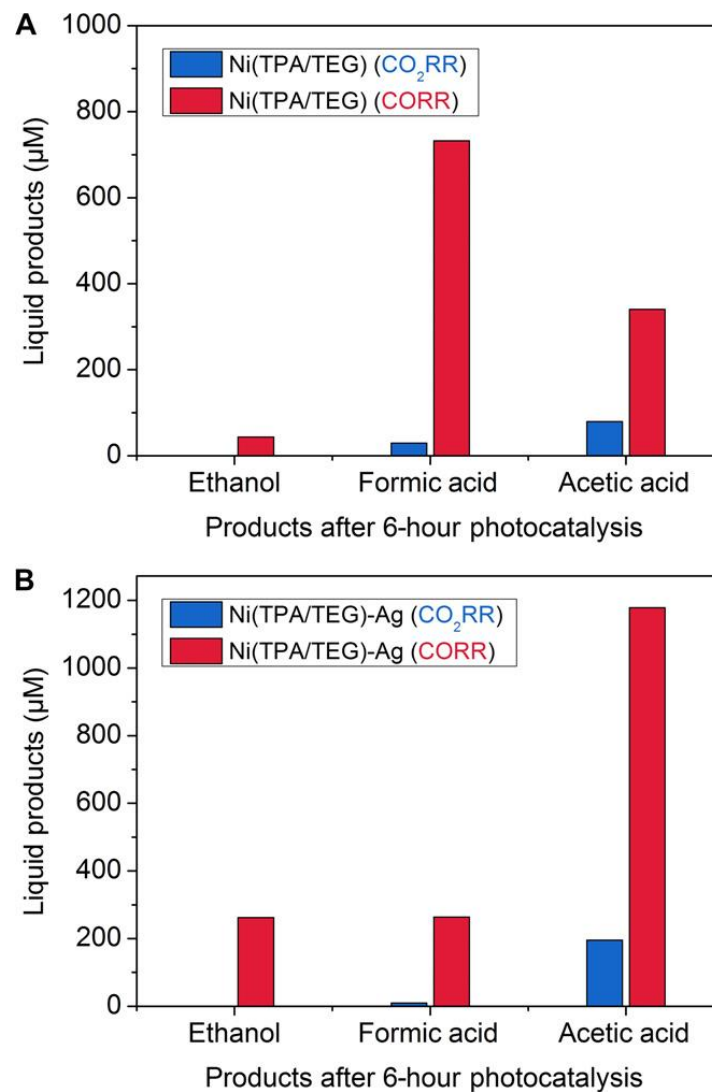 A
1000
800
600
400
200
0
Liquid products (µM)
Ni(TPA/TEG) (CO₂RR)
Ni(TPA/TEG) (CORR)
Ethanol Formic acid Acetic acid
Products after 6-hour photocatalysis
B
1200
1000
800
600
400
200
0
Liquid products (µM)
Ni(TPA/TEG)-Ag (CO₂RR)
Ni(TPA/TEG)-Ag (CORR)
Ethanol Formic acid Acetic acid
Products after 6-hour photocatalysis